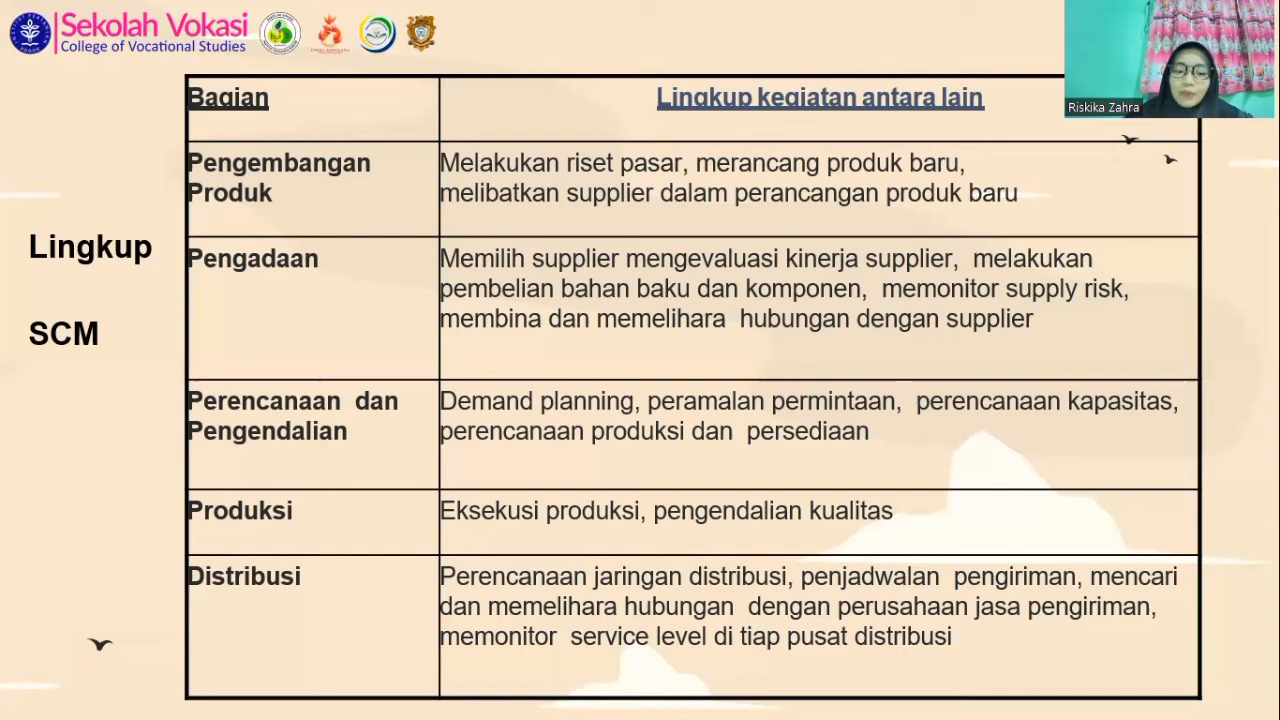 Sekolah Vokasi
College of Vocational Studies
Riskika Zahra
Lingkup
SCM
Bagian
Lingkup kegiatan antara lain
Pengembangan
Produk
Melakukan riset pasar, merancang produk baru,
melibatkan supplier dalam perancangan produk baru
Pengadaan
Memilih supplier mengevaluasi kinerja supplier, melakukan
pembelian bahan baku dan komponen, memonitor supply risk,
membina dan memelihara hubungan dengan supplier
Perencanaan dan
Pengendalian
Demand planning, peramalan permintaan, perencanaan kapasitas,
perencanaan produksi dan persediaan
Produksi
Eksekusi produksi, pengendalian kualitas
Distribusi
Perencanaan jaringan distribusi, penjadwalan pengiriman, mencari
dan memelihara hubungan dengan perusahaan jasa pengiriman,
memonitor service level di tiap pusat distribusi